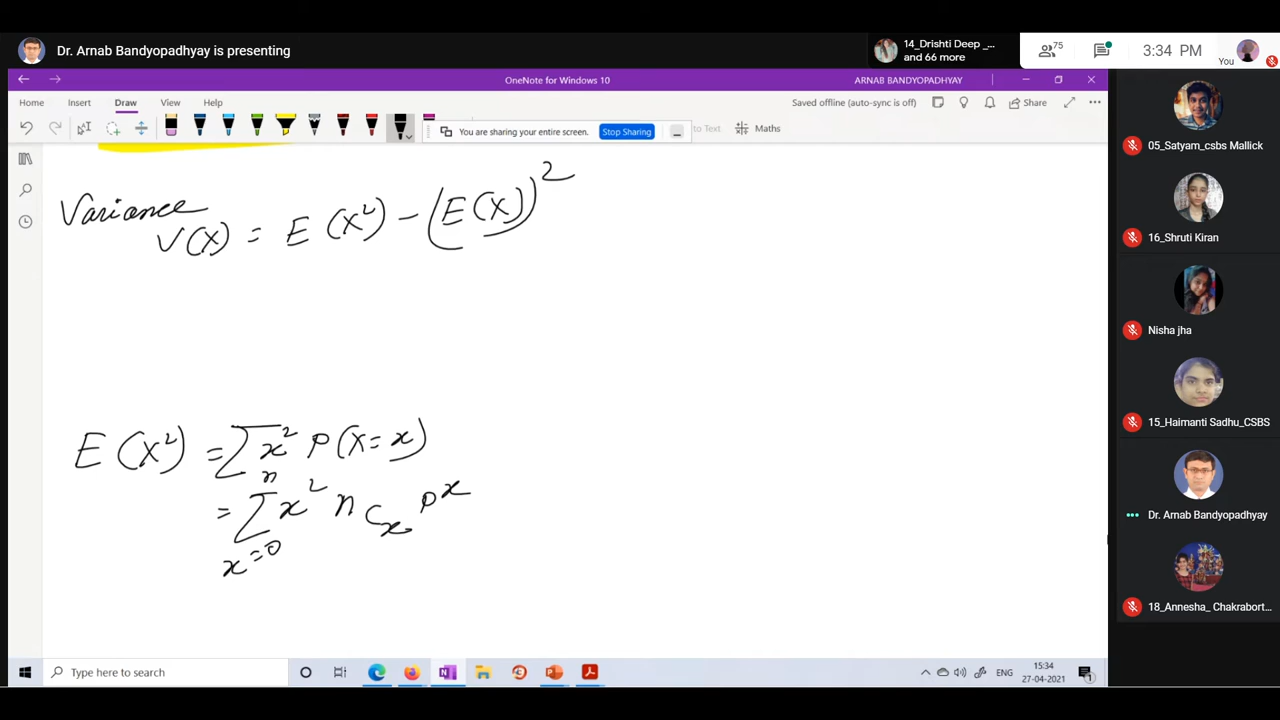 Dr. Arnab Bandyopadhyay is presenting
14_Drishti Deep _...
and 66 more
75
3:34 PM
You
OneNote for Windows 10
ARNAB BANDYOPADHYAY
Home Insert Draw View Help
Saved offline (auto-sync is off)
Share
You are sharing your entire screen.
Stop Sharing
to Text
Maths
Variance
V(X) = E(X²) - (E(X))²
E(X²) = ∑x² P(X=x)
n
= ∑ x² n C x p^x
x=0
05_Satyam_csbs Mallick
16_Shruti Kiran
Nisha jha
15_Haimanti Sadhu_CSBS
Dr. Arnab Bandyopadhyay
18_Annesha_ Chakrabort...
Type here to search
ENG
15:34
27-04-2021
1